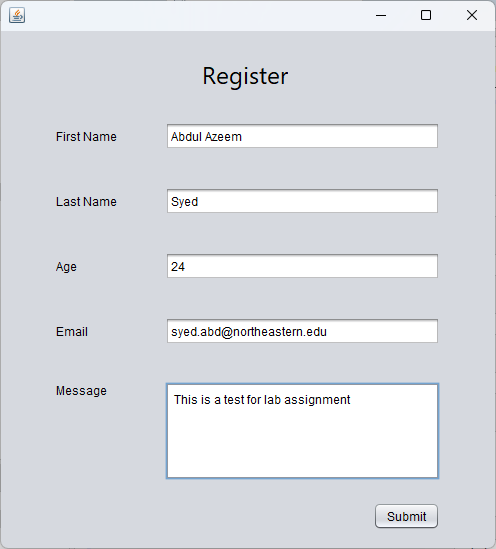 Register
First Name Abdul Azeem
Last Name Syed
Age 24
Email syed.abd@northeastern.edu
Message This is a test for lab assignment
Submit